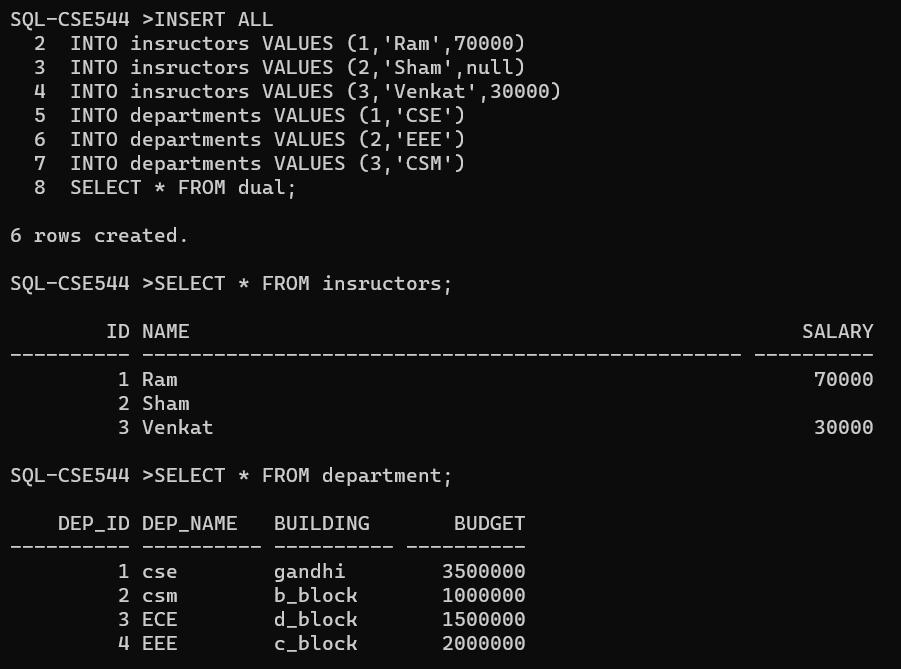 SQL-CSE544 >INSERT ALL
  2  INTO insructors VALUES (1,'Ram',70000)
  3  INTO insructors VALUES (2,'Sham',null)
  4  INTO insructors VALUES (3,'Venkat',30000)
  5  INTO departments VALUES (1,'CSE')
  6  INTO departments VALUES (2,'EEE')
  7  INTO departments VALUES (3,'CSM')
  8  SELECT * FROM dual;

6 rows created.

SQL-CSE544 >SELECT * FROM insructors;

        ID NAME                                                   SALARY
---------- -------------------------------------------------- ----------
         1 Ram                                                     70000
         2 Sham
         3 Venkat                                                  30000

SQL-CSE544 >SELECT * FROM department;

    DEP_ID DEP_NAME   BUILDING       BUDGET
---------- ---------- ---------- ----------
         1 cse        gandhi        3500000
         2 csm        b_block       1000000
         3 ECE        d_block       1500000
         4 EEE        c_block       2000000